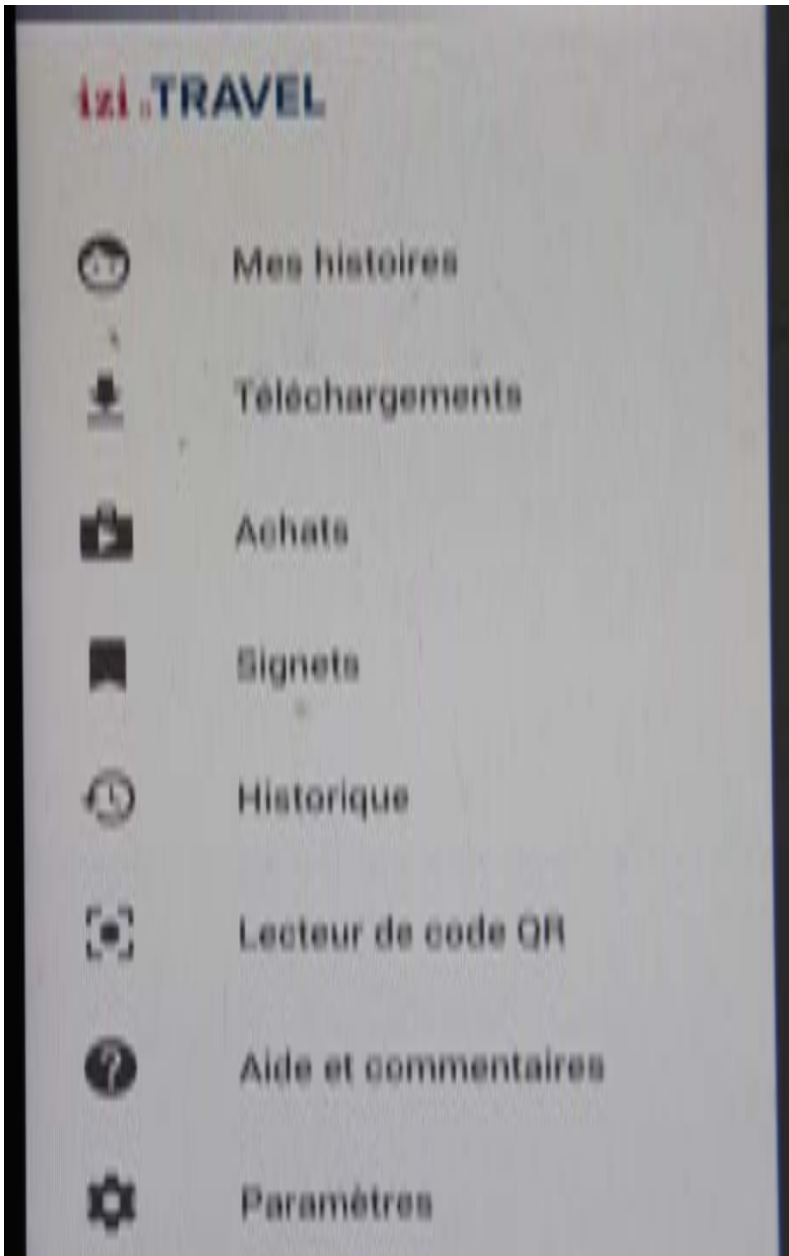 izi.TRAVEL
Mes histoires
Téléchargements
Achats
Signets
Historique
Lecteur de code QR
Aide et commentaires
Paramètres